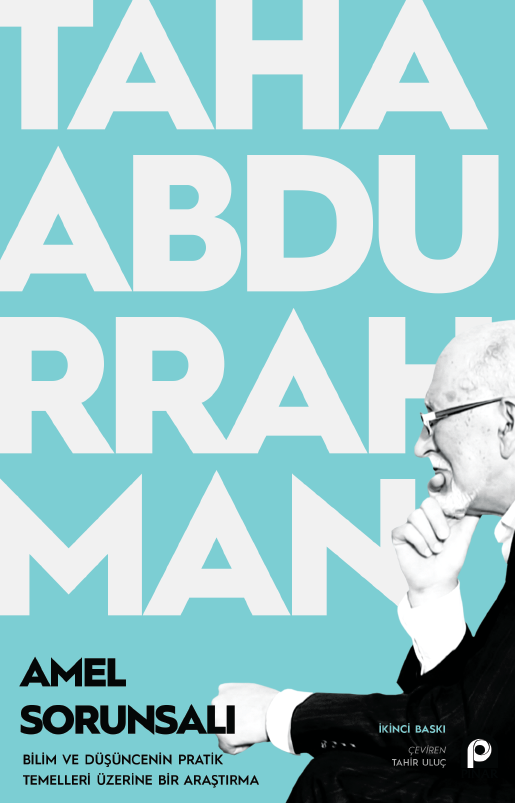 TAHA
ABDU
RRAH
MAN
AMEL
SORUNSALI
BİLİM VE DÜŞÜNCENİN PRATİK
TEMELLERİ ÜZERİNE BİR ARAŞTIRMA
İKİNCİ BASKI
ÇEVİREN
TAHİR ULUÇ